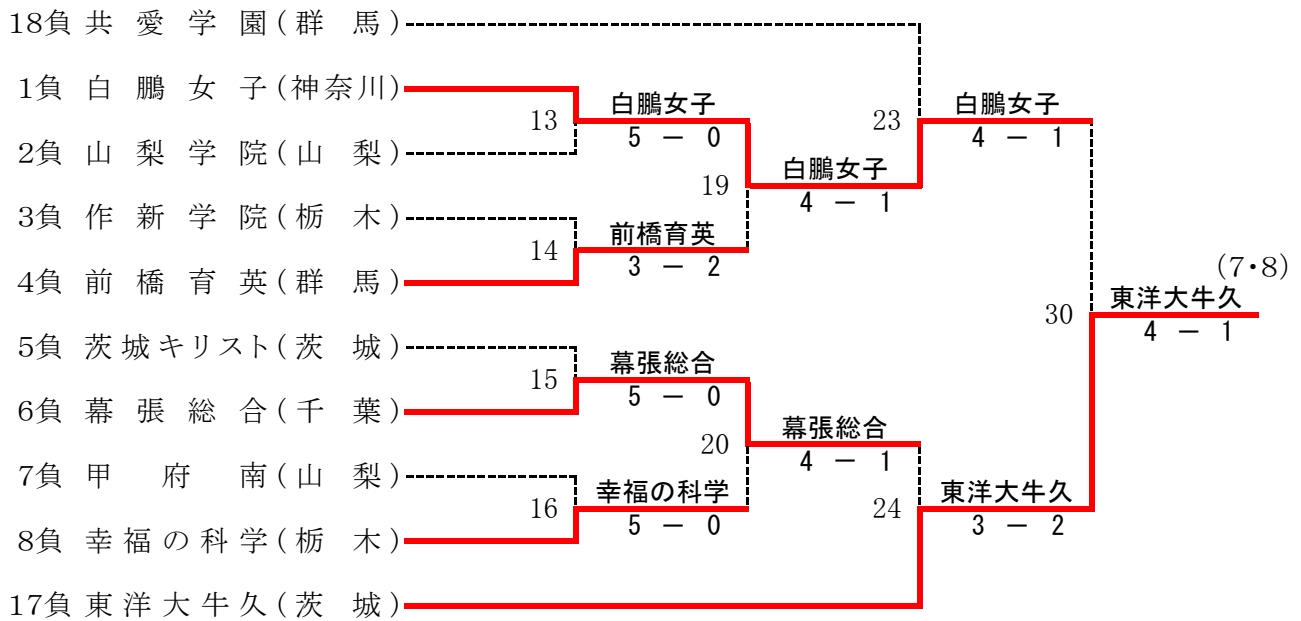 18負 共愛学園(群 馬)
1負 白鵬女子(神奈川)
白鵬女子
白鵬女子
13
23
5 － 0
4 － 1
2負 山梨学院(山 梨)
白鵬女子
19
4 － 1
3負 作新学院(栃 木)
前橋育英
14
3 － 2
4負 前橋育英(群 馬)
(7・8)
東洋大牛久
30
4 － 1
5負 茨城キリスト(茨 城)
幕張総合
15
5 － 0
6負 幕張総合(千 葉)
幕張総合
20
4 － 1
7負 甲府南(山 梨)
幸福の科学
東洋大牛久
16
24
5 － 0
3 － 2
8負 幸福の科学(栃 木)
17負 東洋大牛久(茨 城)